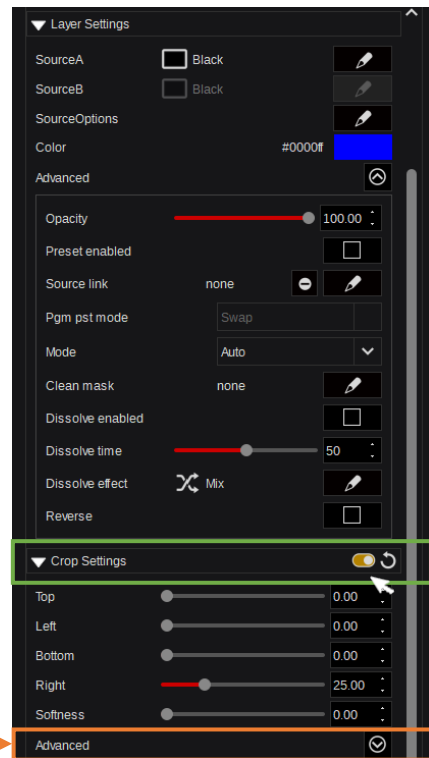 Layer Settings
SourceA Black
SourceB Black
SourceOptions
Color #0000ff
Advanced
Opacity 100.00
Preset enabled
Source link none
Pgm pst mode Swap
Mode Auto
Clean mask none
Dissolve enabled
Dissolve time 50
Dissolve effect Mix
Reverse
Crop Settings
Top 0.00
Left 0.00
Bottom 0.00
Right 25.00
Softness 0.00
Advanced